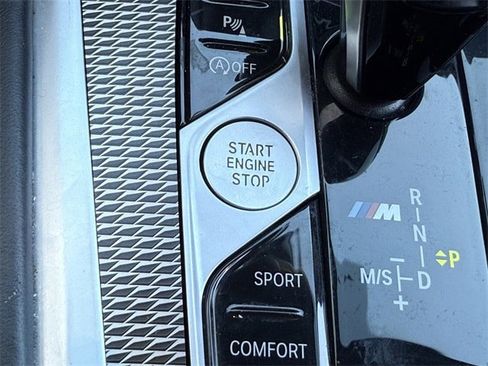 P
A OFF
START
ENGINE
STOP
SPORT
COMFORT
M
R
N
D
P
M/S
−
+